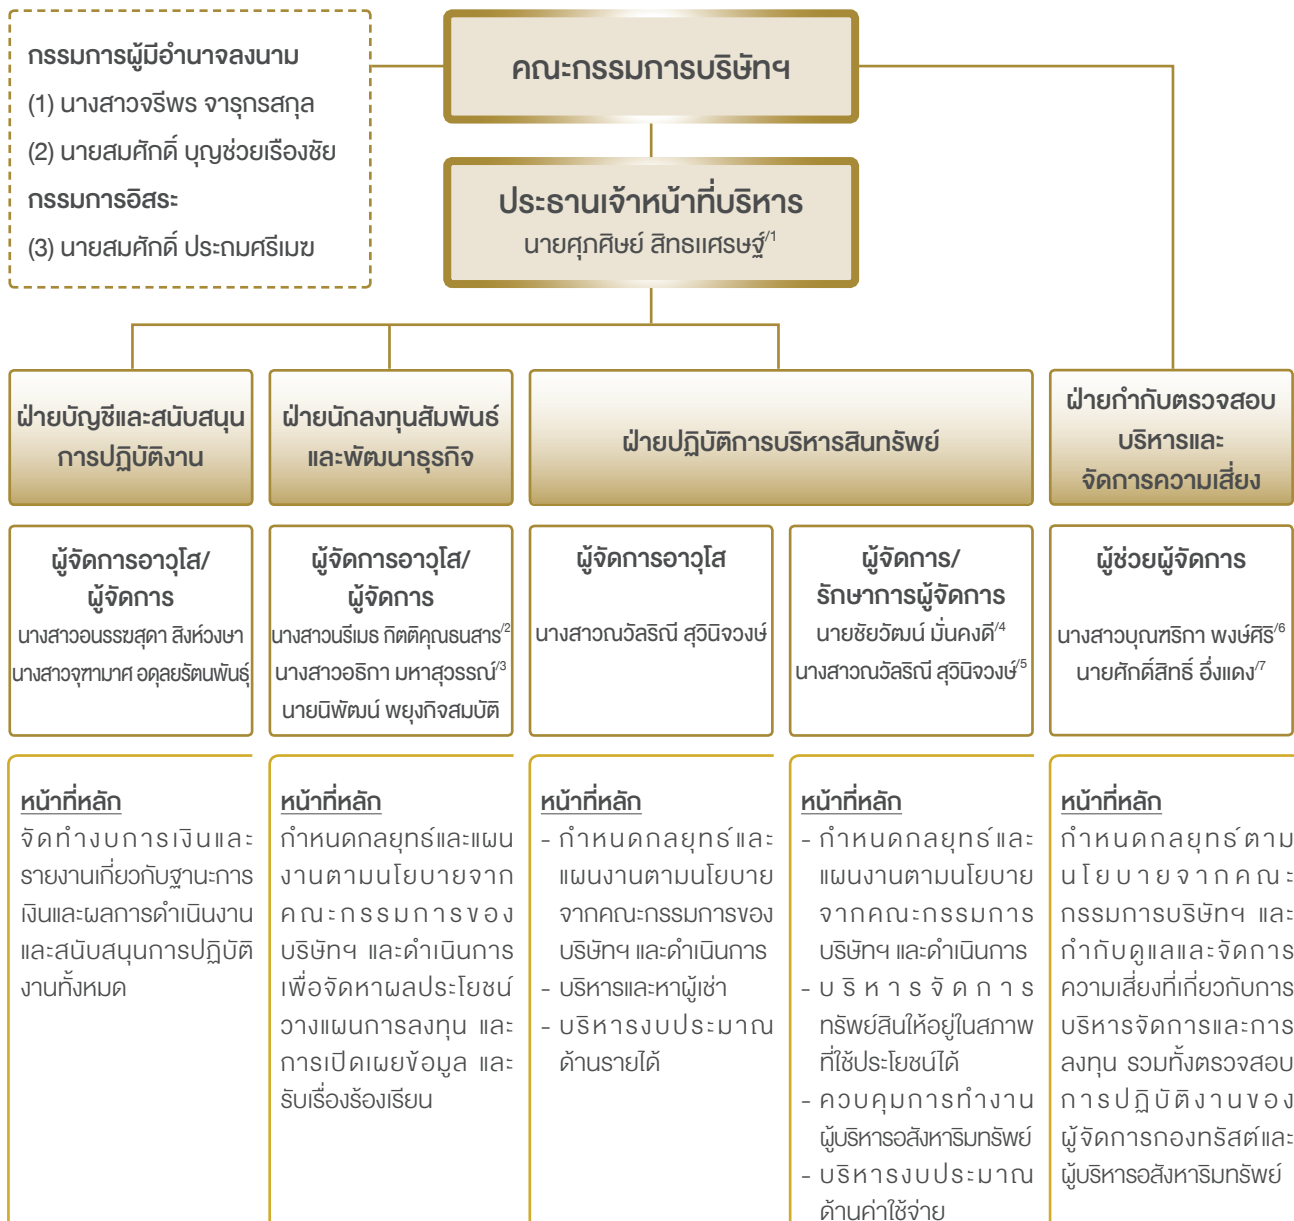 กรรมการผู้มีอำนาจลงนาม
(1) นางสาวจรีพร จารุกรสกุล
(2) นายสมศักดิ์ บุญช่วยเรืองชัย
กรรมการอิสระ
(3) นายสมศักดิ์ ประถมศรีเมฆ
คณะกรรมการบริษัทฯ
ประธานเจ้าหน้าที่บริหาร
นายศุภศิษย์ สิทธแศรษฐ์/1
ฝ่ายบัญชีและสนับสนุน
การปฏิบัติงาน
ฝ่ายนักลงทุนสัมพันธ์
และพัฒนาธุรกิจ
ฝ่ายปฏิบัติการบริหารสินทรัพย์
ฝ่ายกำกับตรวจสอบ
บริหารและ
จัดการความเสี่ยง
ผู้จัดการอาวุโส/
ผู้จัดการ
นางสาวอนรรฆสุดา สิงห์วงษา
นางสาวจุฑามาศ อดุลยรัตนพันธุ์
ผู้จัดการอาวุโส/
ผู้จัดการ
นางสาวนรีเมธ กิตติคุณธนสาร/2
นางสาวอธิกา มหาสุวรรณ์/3
นายนิพัฒน์ พยุงกิจสมบัติ
ผู้จัดการอาวุโส
นางสาวณวัลริณี สุวินิจวงษ์
ผู้จัดการ/
รักษาการผู้จัดการ
นายชัยวัฒน์ มั่นคงดี/4
นางสาวณวัลริณี สุวินิจวงษ์/5
ผู้ช่วยผู้จัดการ
นางสาวบุณฑริกา พงษ์ศิริ/6
นายศักดิ์สิทธิ์ อึ่งแดง/7
หน้าที่หลัก
จัดทำงบการเงินและ
รายงานเกี่ยวกับฐานะการ
เงินและผลการดำเนินงาน
และสนับสนุนการปฏิบัติ
งานทั้งหมด
หน้าที่หลัก
กำหนดกลยุทธ์และแผน
งานตามนโยบายจาก
คณะกรรมการของ
บริษัทฯ และดำเนินการ
เพื่อจัดหาผลประโยชน์
วางแผนการลงทุน และ
การเปิดเผยข้อมูล และ
รับเรื่องร้องเรียน
หน้าที่หลัก
- กำหนดกลยุทธ์และ
แผนงานตามนโยบาย
จากคณะกรรมการของ
บริษัทฯ และดำเนินการ
- บริหารและหาผู้เช่า
- บริหารงบประมาณ
ด้านรายได้
หน้าที่หลัก
- กำหนดกลยุทธ์และ
แผนงานตามนโยบาย
จากคณะกรรมการ
บริษัทฯ และดำเนินการ
- บริหารจัดการ
ทรัพย์สินให้อยู่ในสภาพ
ที่ใช้ประโยชน์ได้
- ควบคุมการทำงาน
ผู้บริหารอสังหาริมทรัพย์
- บริหารงบประมาณ
ด้านค่าใช้จ่าย
หน้าที่หลัก
กำหนดกลยุทธ์ตาม
นโยบายจากคณะ
กรรมการบริษัทฯ และ
กำกับดูแลและจัดการ
ความเสี่ยงที่เกี่ยวกับการ
บริหารจัดการและการ
ลงทุน รวมทั้งตรวจสอบ
การปฏิบัติงานของ
ผู้จัดการกองทรัสต์และ
ผู้บริหารอสังหาริมทรัพย์